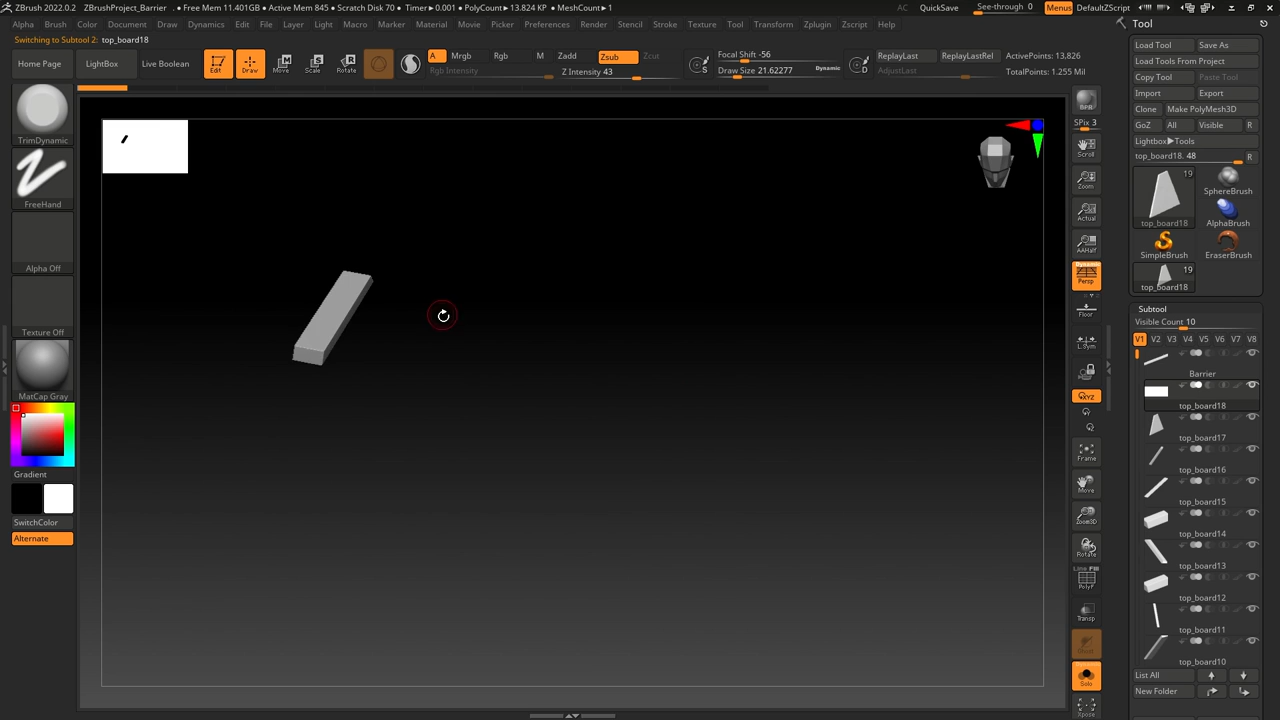 ZBrush 2022.0.2 ZBrushProject_Barrier . • Free Mem 11.401GB • Active Mem 845 • Scratch Disk 70 • Timer▸0.001 • PolyCount▸13.824 KP • MeshCount▸1 AC QuickSave See-through 0 Menus DefaultZScript
Alpha Brush Color Document Draw Dynamics Edit File Layer Light Macro Marker Material Movie Picker Preferences Render Stencil Stroke Texture Tool Transform Zplugin Zscript Help
Switching to Subtool 2: top_board18
Home Page LightBox Live Boolean Edit Draw Move Scale Rotate
A Mrgb Rgb M Zadd Zsub Zcut
Rgb Intensity Z Intensity 43
Focal Shift -56
Draw Size 21.62277 Dynamic
S D
ReplayLast ReplayLastRel
AdjustLast
ActivePoints: 13,826
TotalPoints: 1.255 Mil
TrimDynamic
FreeHand
Alpha Off
Texture Off
MatCap Gray
Gradient
SwitchColor
Alternate
BPR
SPix 3
Scroll
Zoom
Actual
AAHalf
Dynamic
Persp
Floor
L.Sym
XYZ
Frame
Move
Zoom3D
Rotate
Line Fill
PolyF
Transp
Solo
Xpose
Tool
Load Tool Save As
Load Tools From Project
Copy Tool Paste Tool
Import Export
Clone Make PolyMesh3D
GoZ All Visible R
Lightbox▸Tools
top_board18. 48 R
19
top_board18
SphereBrush
AlphaBrush
SimpleBrush
EraserBrush
19
top_board18
Subtool
Visible Count 10
V1 V2 V3 V4 V5 V6 V7 V8
Barrier
top_board18
top_board17
top_board16
top_board15
top_board14
top_board13
top_board12
top_board11
top_board10
List All
New Folder